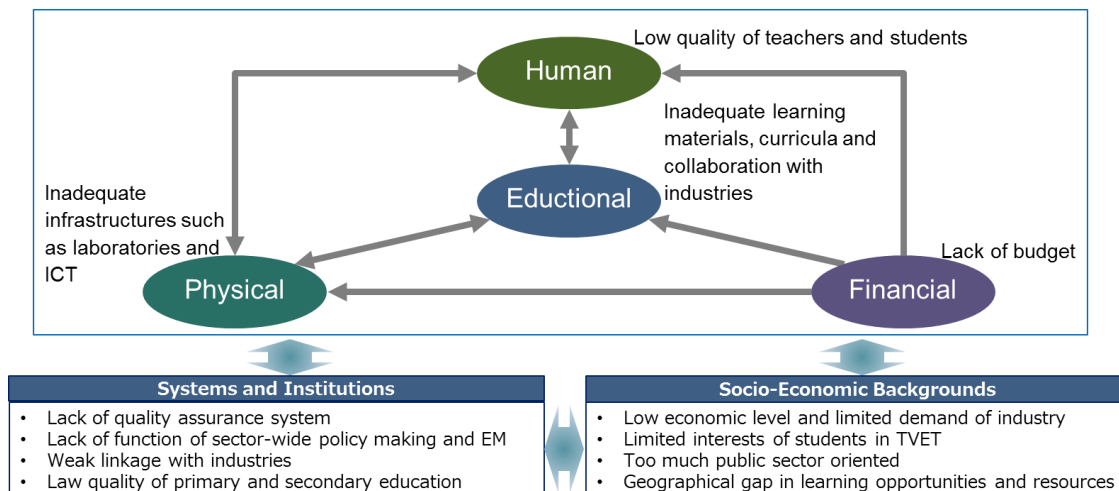 Low quality of teachers and students
Human
Inadequate learning
materials, curricula and
collaboration with
industries
Inadequate
infrastructures such
as laboratories and
ICT
Eductional
Lack of budget
Physical
Financial
Systems and Institutions
• Lack of quality assurance system
• Lack of function of sector-wide policy making and EM
• Weak linkage with industries
• Law quality of primary and secondary education
Socio-Economic Backgrounds
• Low economic level and limited demand of industry
• Limited interests of students in TVET
• Too much public sector oriented
• Geographical gap in learning opportunities and resources